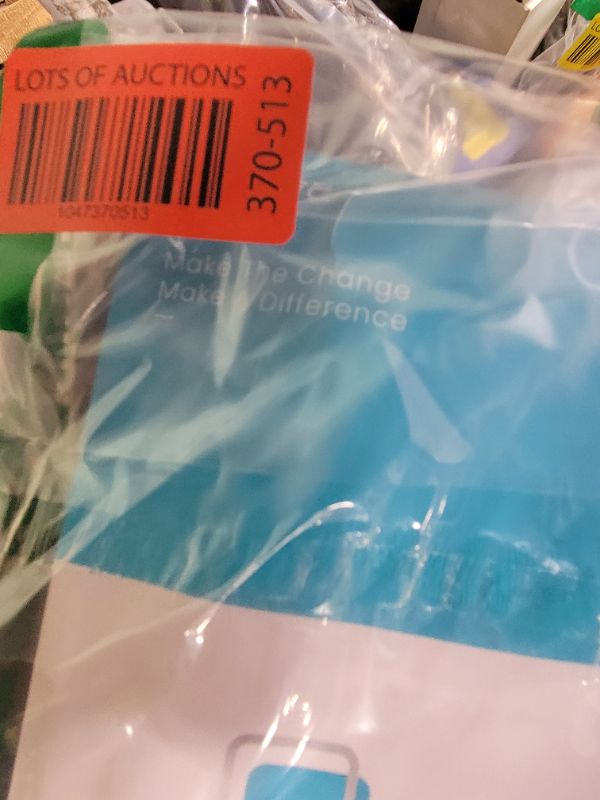 LOTS OF AUCTIONS
370-513
1047370513
Make the Change
Make a Difference